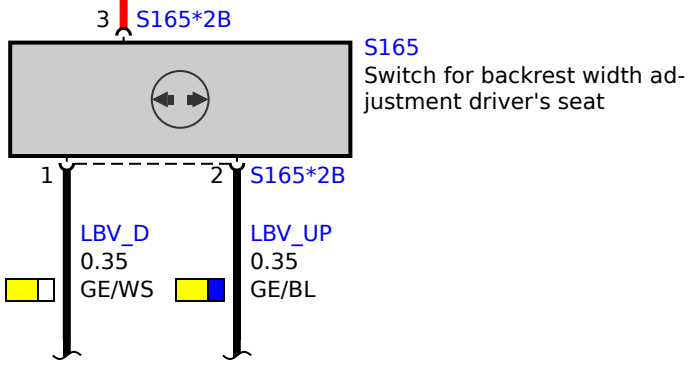 3 S165*2B
S165
Switch for backrest width ad-
justment driver's seat
1 2 S165*2B
LBV_D LBV_UP
0.35 0.35
GE/WS GE/BL